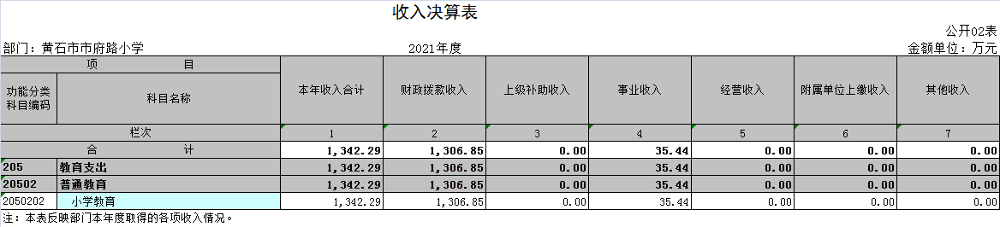 收入决算表
公开02表
部门：黄石市市府路小学 2021年度 金额单位：万元
项 目 本年收入合计 财政拨款收入 上级补助收入 事业收入 经营收入 附属单位上缴收入 其他收入
功能分类科目编码 科目名称
栏次 1 2 3 4 5 6 7
合 计 1,342.29 1,306.85 0.00 35.44 0.00 0.00 0.00
205 教育支出 1,342.29 1,306.85 0.00 35.44 0.00 0.00 0.00
20502 普通教育 1,342.29 1,306.85 0.00 35.44 0.00 0.00 0.00
2050202 小学教育 1,342.29 1,306.85 0.00 35.44 0.00 0.00 0.00
注：本表反映部门本年度取得的各项收入情况。